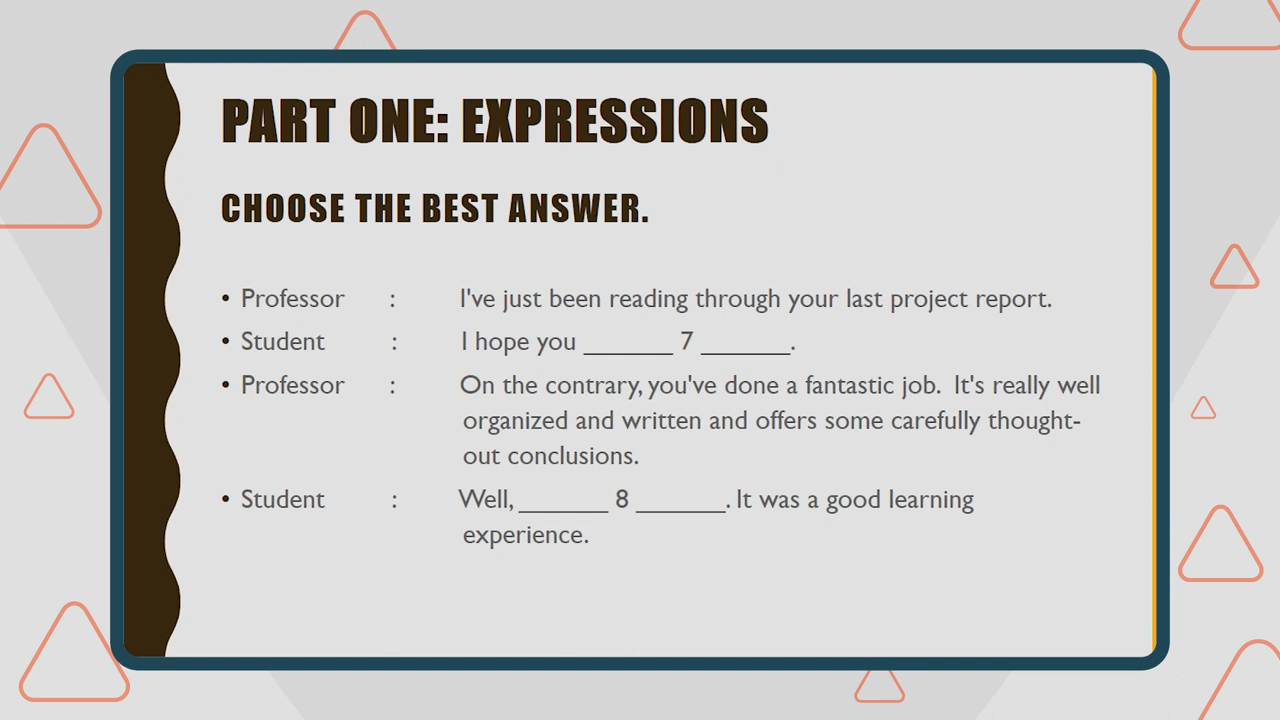 PART ONE: EXPRESSIONS
CHOOSE THE BEST ANSWER.
• Professor : I've just been reading through your last project report.
• Student : I hope you _______ 7 _______.
• Professor : On the contrary, you've done a fantastic job. It's really well
organized and written and offers some carefully thought-
out conclusions.
• Student : Well, _______ 8 _______. It was a good learning
experience.